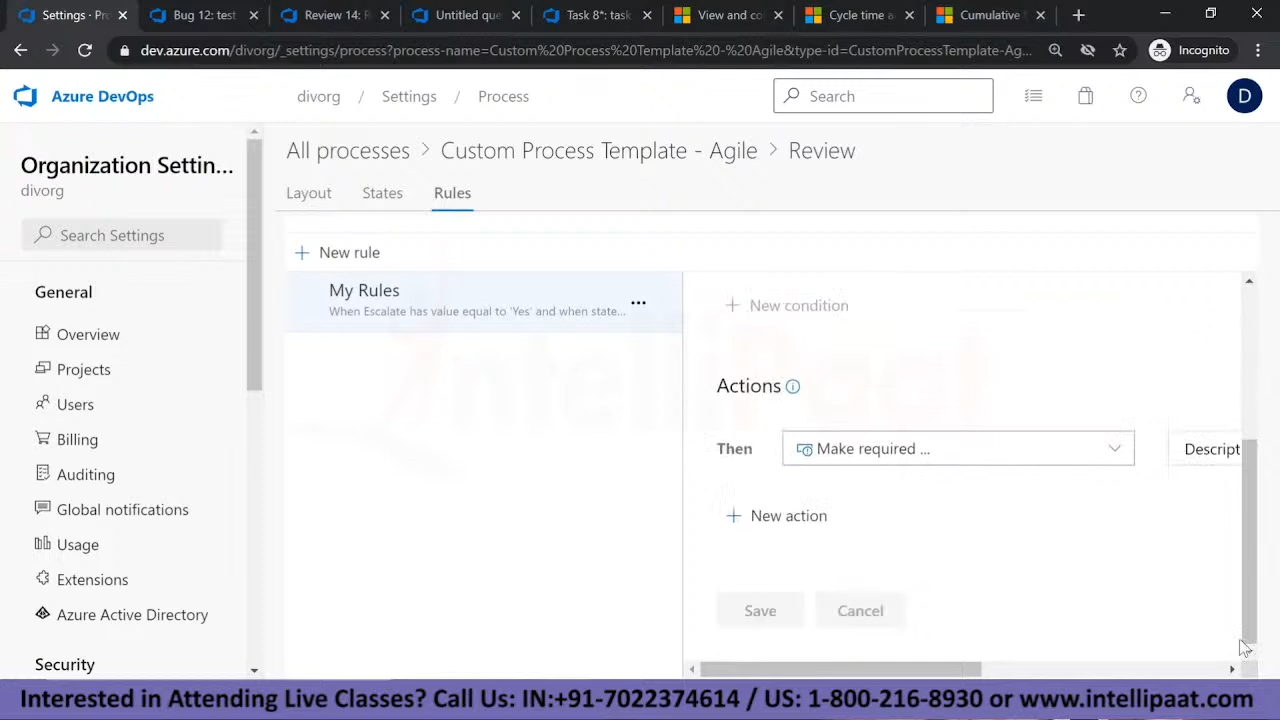 Settings - Pro
Bug 12: test
Review 14: R
Untitled que
Task 8*: task
View and co
Cycle time a
Cumulative
dev.azure.com/divorg/_settings/process?process-name=Custom%20Process%20Template%20-%20Agile&type-id=CustomProcessTemplate-Ag...
Incognito
Azure DevOps
divorg / Settings / Process
Search
D
Organization Settin...
divorg
Search Settings
General
Overview
Projects
Users
Billing
Auditing
Global notifications
Usage
Extensions
Azure Active Directory
Security
All processes > Custom Process Template - Agile > Review
Layout
States
Rules
New rule
My Rules
When Escalate has value equal to 'Yes' and when state...
New condition
Actions
Then
Make required ...
Descript
New action
Save
Cancel
IntelliPaat
Interested in Attending Live Classes? Call Us: IN:+91-7022374614 / US: 1-800-216-8930 or www.intellipaat.com